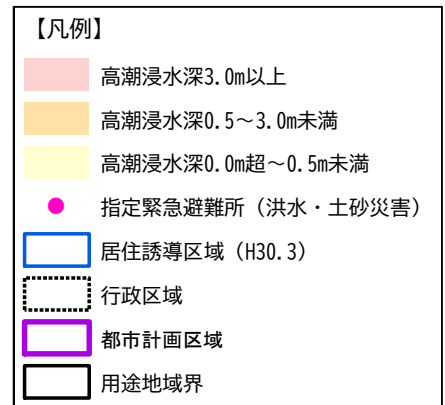 【凡例】
高潮浸水深3.0m以上
高潮浸水深0.5～3.0m未満
高潮浸水深0.0m超～0.5m未満
指定緊急避難所（洪水・土砂災害）
居住誘導区域（H30.3）
行政区域
都市計画区域
用途地域界